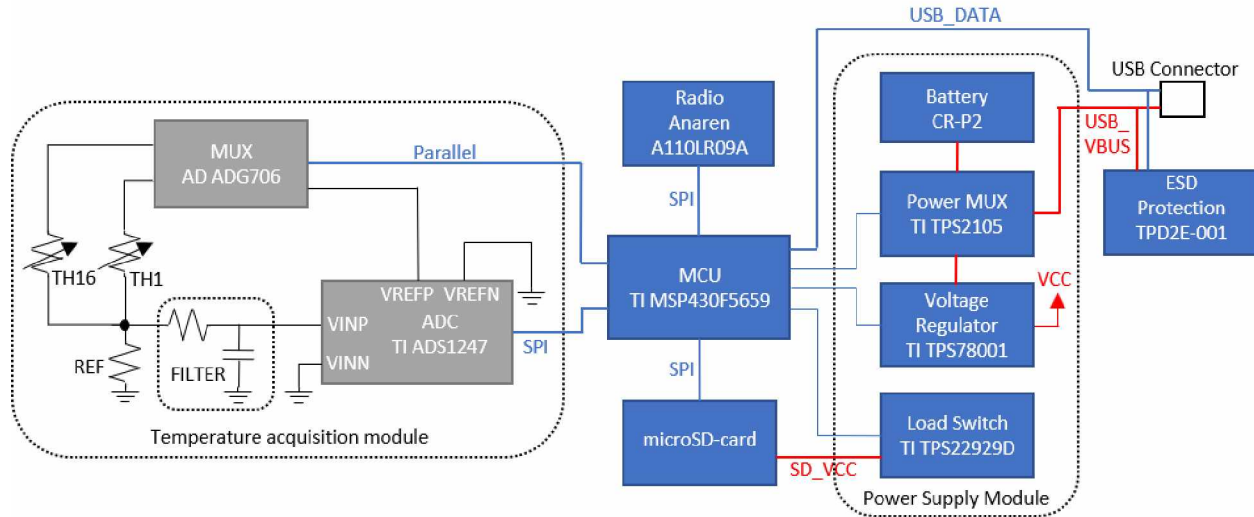 USB_DATA
USB Connector
Radio
Anaren
A110LR09A
Battery
CR-P2
USB_
VBUS
MUX
AD ADG706
Parallel
SPI
Power MUX
TI TPS2105
ESD
Protection
TPD2E-001
TH16
TH1
MCU
TI MSP430F5659
VREFP VREFN
ADC
TI ADS1247
VINP
VINN
SPI
VCC
Voltage
Regulator
TI TPS78001
REF
FILTER
SPI
microSD-card
Load Switch
TI TPS22929D
SD_VCC
Temperature acquisition module
Power Supply Module